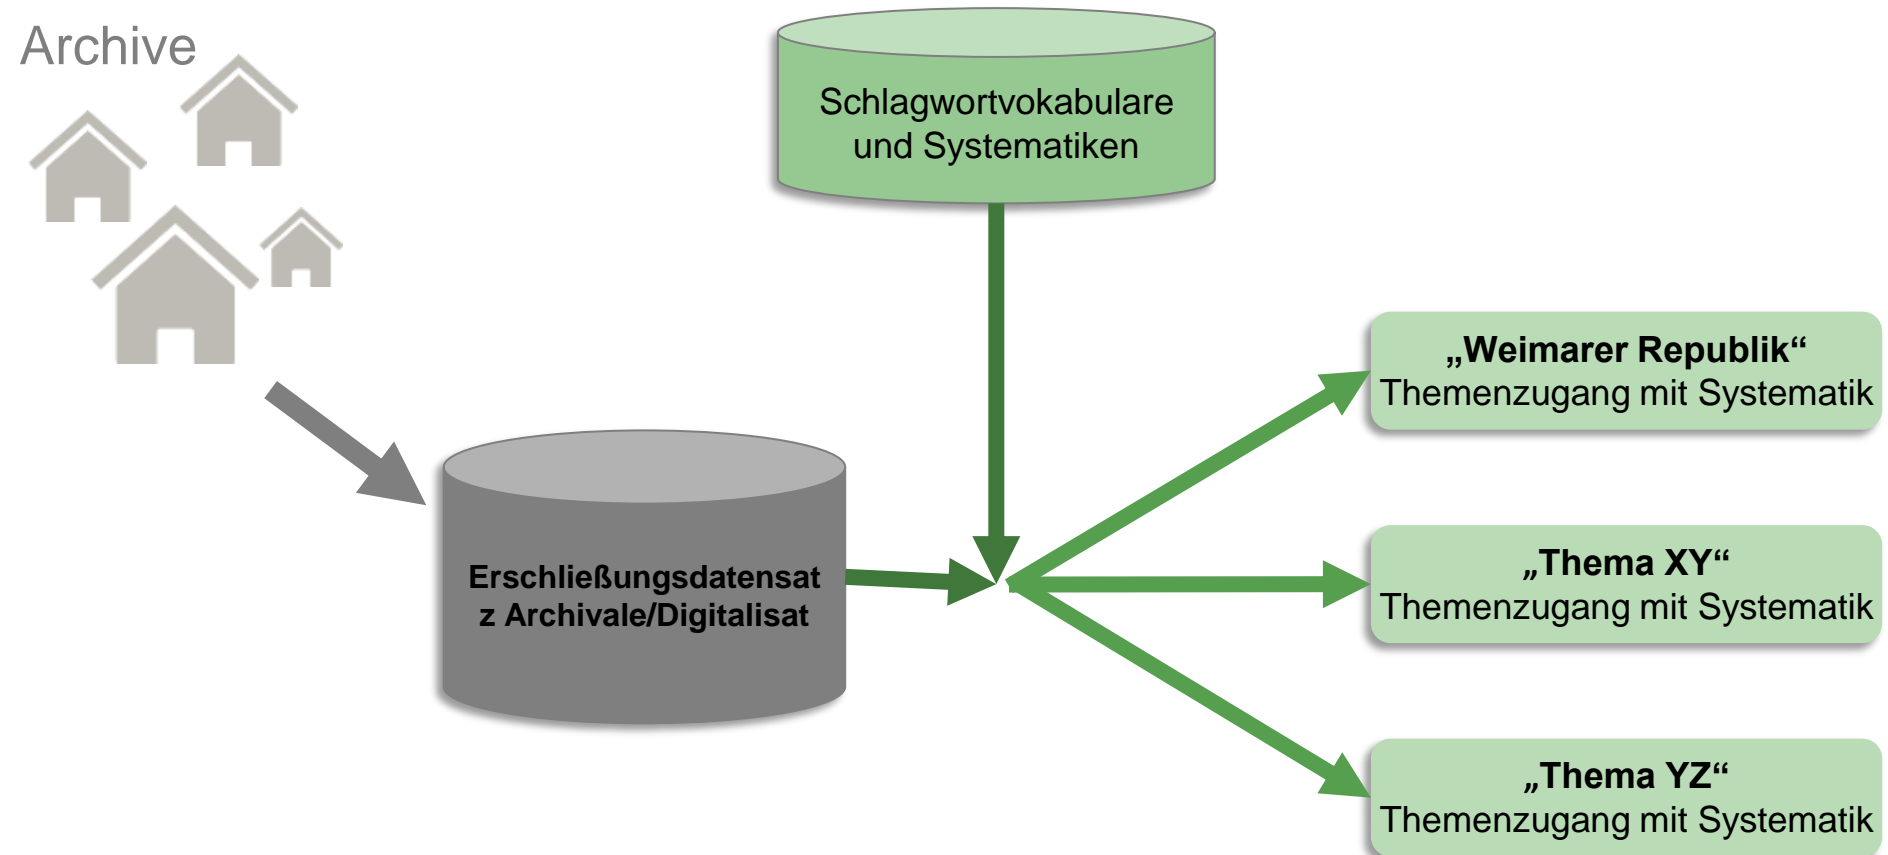 Archive
Schlagwortvokabulare
und Systematiken
„Weimarer Republik“
Themenzugang mit Systematik
Erschließungsdatensat
z Archivale/Digitalisat
„Thema XY“
Themenzugang mit Systematik
„Thema YZ“
Themenzugang mit Systematik